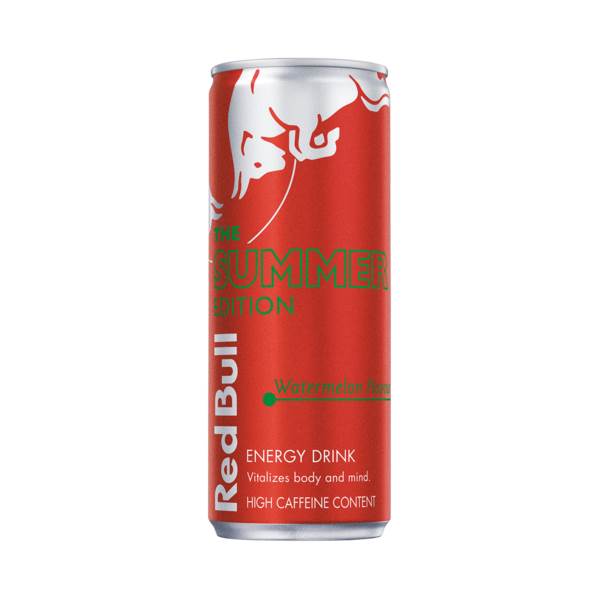 THE
SUMMER
EDITION
Red Bull
Watermelon
ENERGY DRINK
Vitalizes body and mind.
HIGH CAFFEINE CONTENT